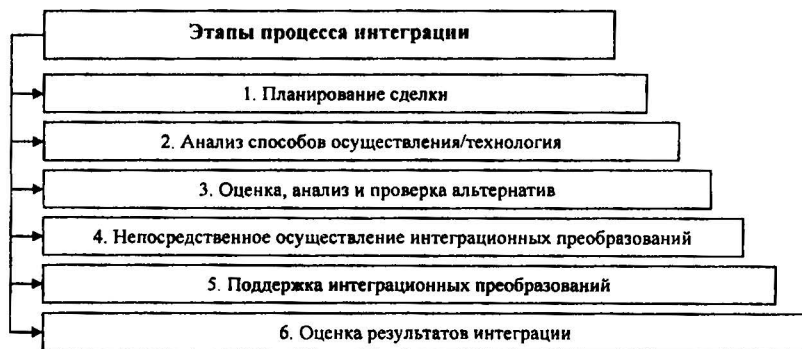 Этапы процесса интеграции
1. Планирование сделки
2. Анализ способов осуществления/технология
3. Оценка, анализ и проверка альтернатив
4. Непосредственное осуществление интеграционных преобразований
5. Поддержка интеграционных преобразований
6. Оценка результатов интеграции